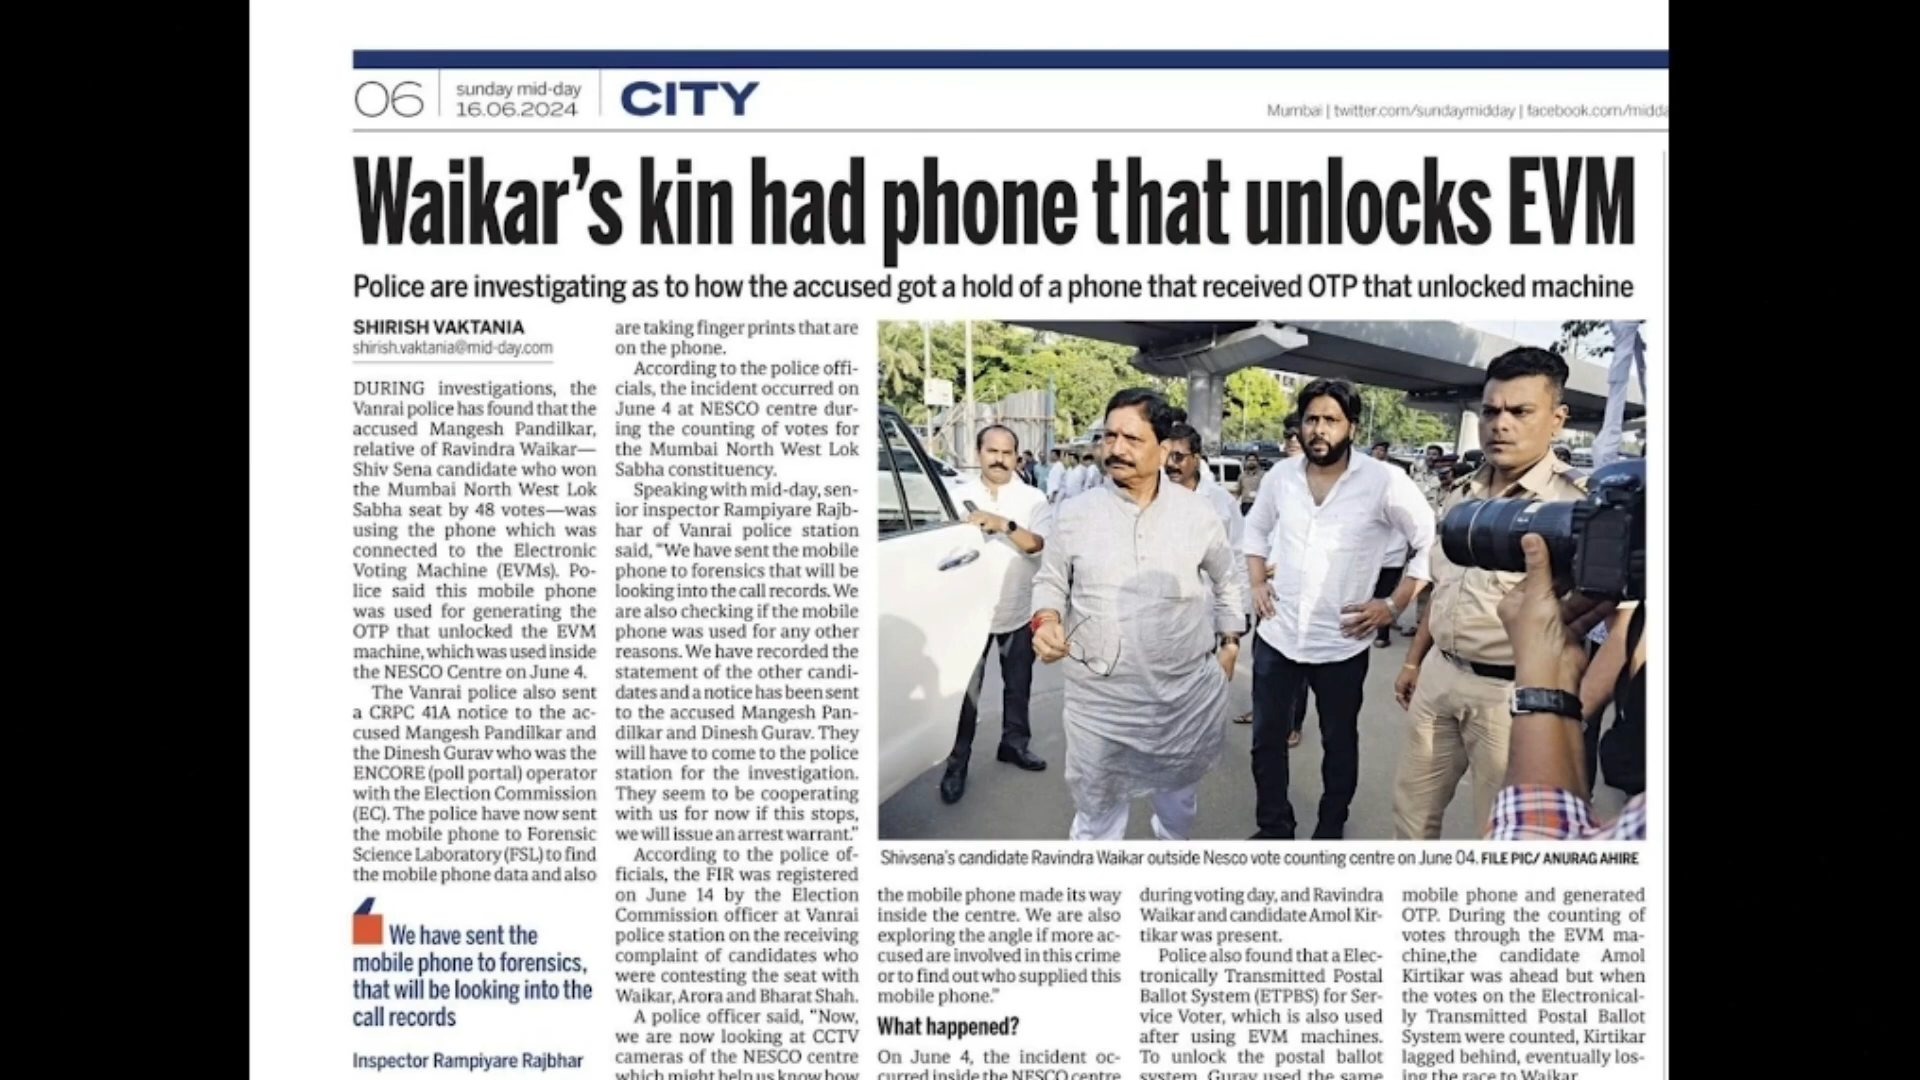 06
sunday mid-day
16.06.2024
CITY
Mumbai | twitter.com/sundaymidday | facebook.com/midda
Waikar's kin had phone that unlocks EVM
Police are investigating as to how the accused got a hold of a phone that received OTP that unlocked machine
SHIRISH VAKTANIA
shirish.vaktania@mid-day.com
DURING investigations, the
Vanrai police has found that the
accused Mangesh Pandilkar,
relative of Ravindra Waikar—
Shiv Sena candidate who won
the Mumbai North West Lok
Sabha seat by 48 votes—was
using the phone which was
connected to the Electronic
Voting Machine (EVMs). Po-
lice said this mobile phone
was used for generating the
OTP that unlocked the EVM
machine, which was used inside
the NESCO Centre on June 4.
The Vanrai police also sent
a CRPC 41A notice to the ac-
cused Mangesh Pandilkar and
the Dinesh Gurav who was the
ENCORE (poll portal) operator
with the Election Commission
(EC). The police have now sent
the mobile phone to Forensic
Science Laboratory (FSL) to find
the mobile phone data and also
We have sent the
mobile phone to forensics,
that will be looking into the
call records
Inspector Rampiyare Rajbhar
are taking finger prints that are
on the phone.
According to the police offi-
cials, the incident occurred on
June 4 at NESCO centre dur-
ing the counting of votes for
the Mumbai North West Lok
Sabha constituency.
Speaking with mid-day, sen-
ior inspector Rampiyare Rajb-
har of Vanrai police station
said, "We have sent the mobile
phone to forensics that will be
looking into the call records. We
are also checking if the mobile
phone was used for any other
reasons. We have recorded the
statement of the other candi-
dates and a notice has been sent
to the accused Mangesh Pan-
dilkar and Dinesh Gurav. They
will have to come to the police
station for the investigation.
They seem to be cooperating
with us for now if this stops,
we will issue an arrest warrant."
According to the police of-
ficials, the FIR was registered
on June 14 by the Election
Commission officer at Vanrai
police station on the receiving
complaint of candidates who
were contesting the seat with
Waikar, Arora and Bharat Shah.
A police officer said, "Now,
we are now looking at CCTV
cameras of the NESCO centre
which might help us know how
Shivsena's candidate Ravindra Waikar outside Nesco vote counting centre on June 04. FILE PIC/ ANURAG AHIRE
the mobile phone made its way
inside the centre. We are also
exploring the angle if more ac-
cused are involved in this crime
or to find out who supplied this
mobile phone."
What happened?
On June 4, the incident oc-
curred inside the NESCO centre
during voting day, and Ravindra
Waikar and candidate Amol Kir-
tikar was present.
Police also found that a Elec-
tronically Transmitted Postal
Ballot System (ETPBS) for Ser-
vice Voter, which is also used
after using EVM machines.
To unlock the postal ballot
system, Gurav used the same
mobile phone and generated
OTP. During the counting of
votes through the EVM ma-
chine,the candidate Amol
Kirtikar was ahead but when
the votes on the Electronical-
ly Transmitted Postal Ballot
System were counted, Kirtikar
lagged behind, eventually los-
ing the race to Waikar.